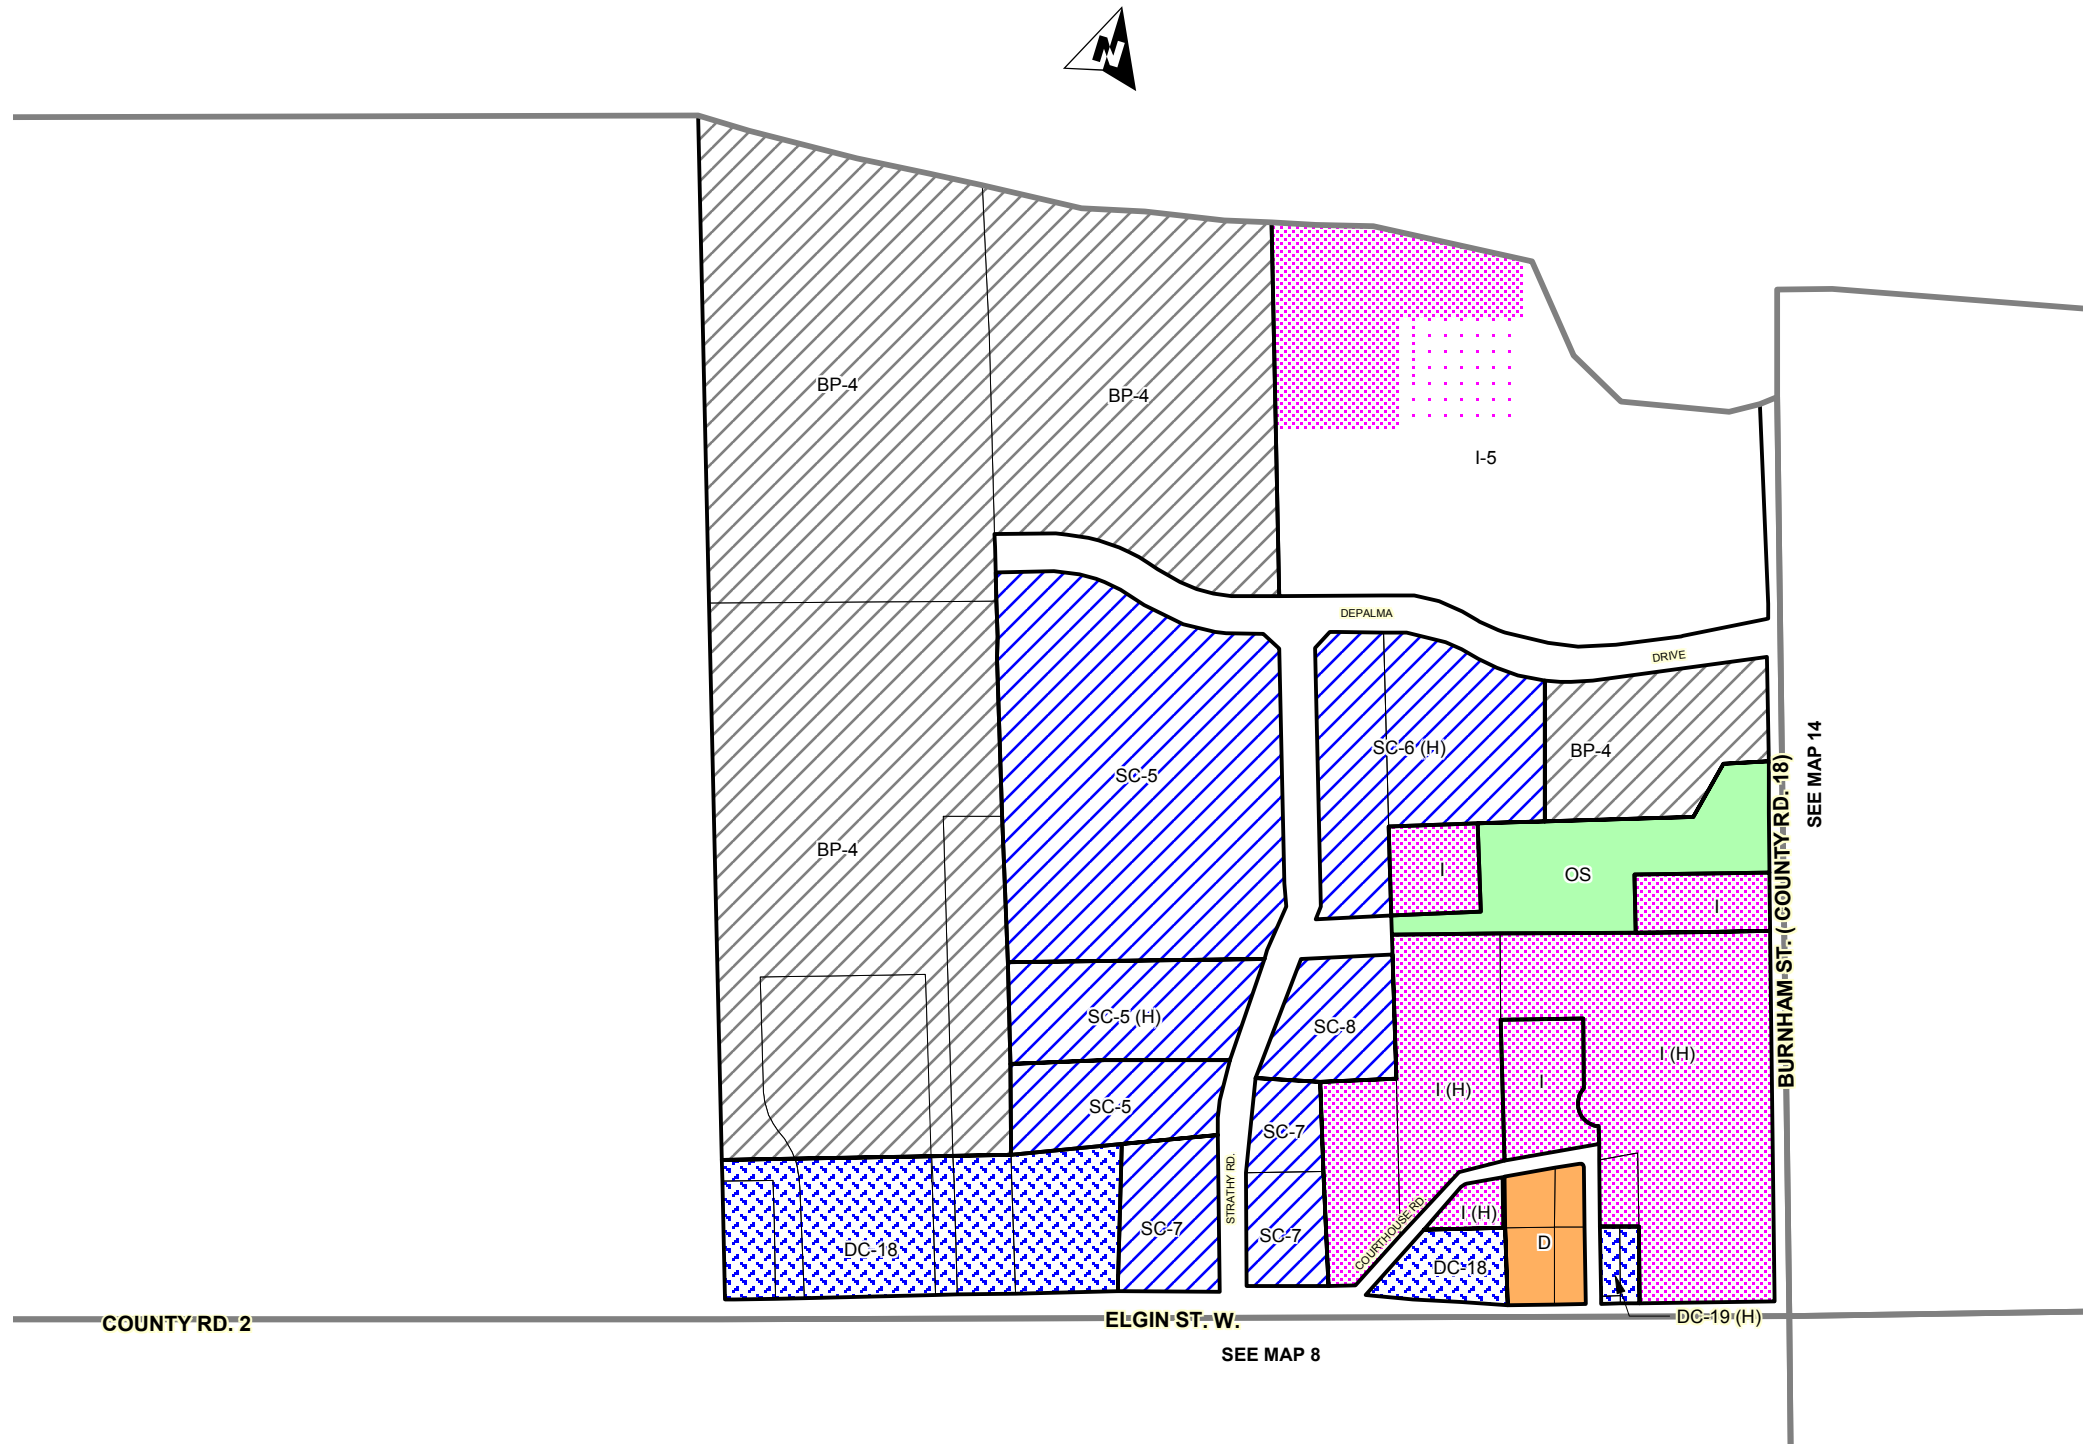 N
BP-4
BP-4
I-5
DEPALMA
DRIVE
SC-6 (H)
BP-4
SC-5
SEE MAP 14
BURNHAM ST. ( COUNTY RD. 18)
BP-4
I
OS
I
SC-5 (H)
SC-8
I (H)
I (H)
I
SC-5
SC-7
STRATHY RD.
SC-7
SC-7
COURTHOUSE RD.
I (H)
D
DC-18
DC-18
DC-19 (H)
COUNTY RD. 2
ELGIN ST. W.
SEE MAP 8